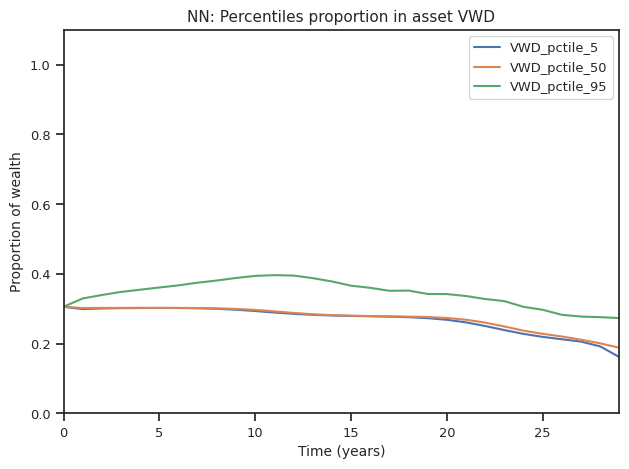 NN: Percentiles proportion in asset VWD
VWD_pctile_5
VWD_pctile_50
VWD_pctile_95
Proportion of wealth
1.0
0.8
0.6
0.4
0.2
0.0
0 5 10 15 20 25
Time (years)